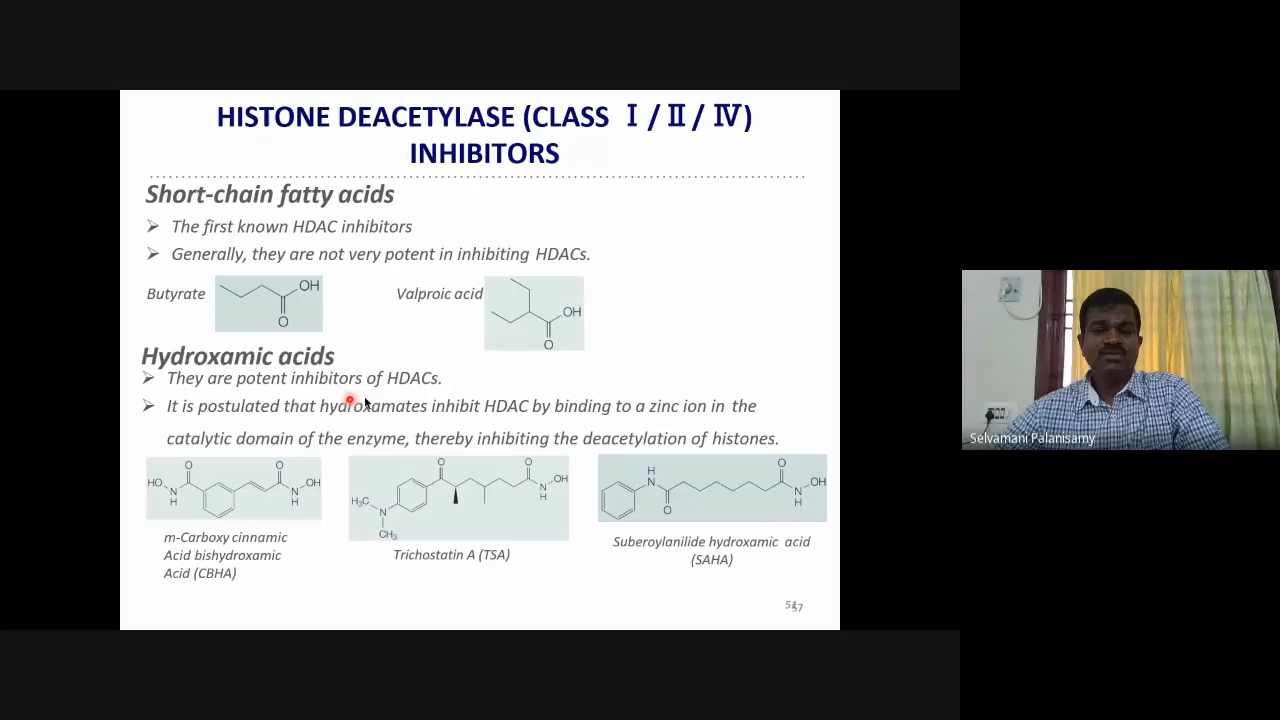 HISTONE DEACETYLASE (CLASS Ⅰ / Ⅱ / Ⅳ)
INHIBITORS
Short-chain fatty acids
➢ The first known HDAC inhibitors
➢ Generally, they are not very potent in inhibiting HDACs.
Butyrate
OH
O
Valproic acid
OH
O
Hydroxamic acids
➢ They are potent inhibitors of HDACs.
➢ It is postulated that hydroxamates inhibit HDAC by binding to a zinc ion in the
catalytic domain of the enzyme, thereby inhibiting the deacetylation of histones.
O
O
HO
N
H
N
H
OH
m-Carboxy cinnamic
Acid bishydroxamic
Acid (CBHA)
O
O
H₃C
N
CH₃
N
H
OH
Trichostatin A (TSA)
H
N
O
O
N
H
OH
Suberoylanilide hydroxamic acid
(SAHA)
57
Selvamani Palanisamy